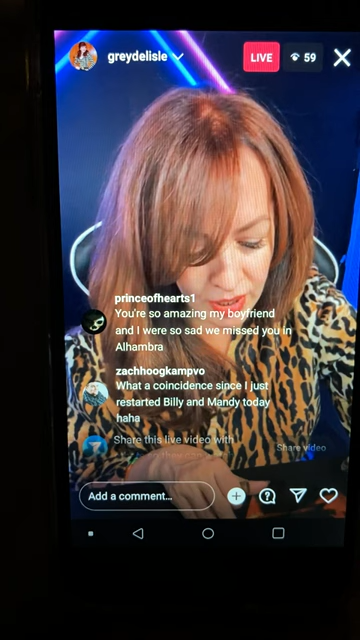 greydelisle
LIVE
59
princeofhearts1
You're so amazing my boyfriend
and I were so sad we missed you in
Alhambra
zachhoogkampvo
What a coincidence since I just
restarted Billy and Mandy today
haha
Share this live video with
Share video
Add a comment...